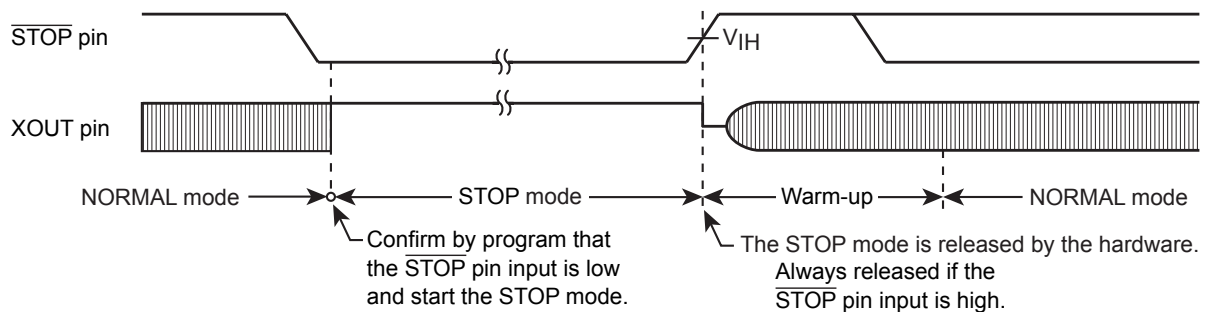 STOP pin
VIH
XOUT pin
NORMAL mode
STOP mode
Warm-up
NORMAL mode
Confirm by program that
the STOP pin input is low
and start the STOP mode.
The STOP mode is released by the hardware.
Always released if the
STOP pin input is high.